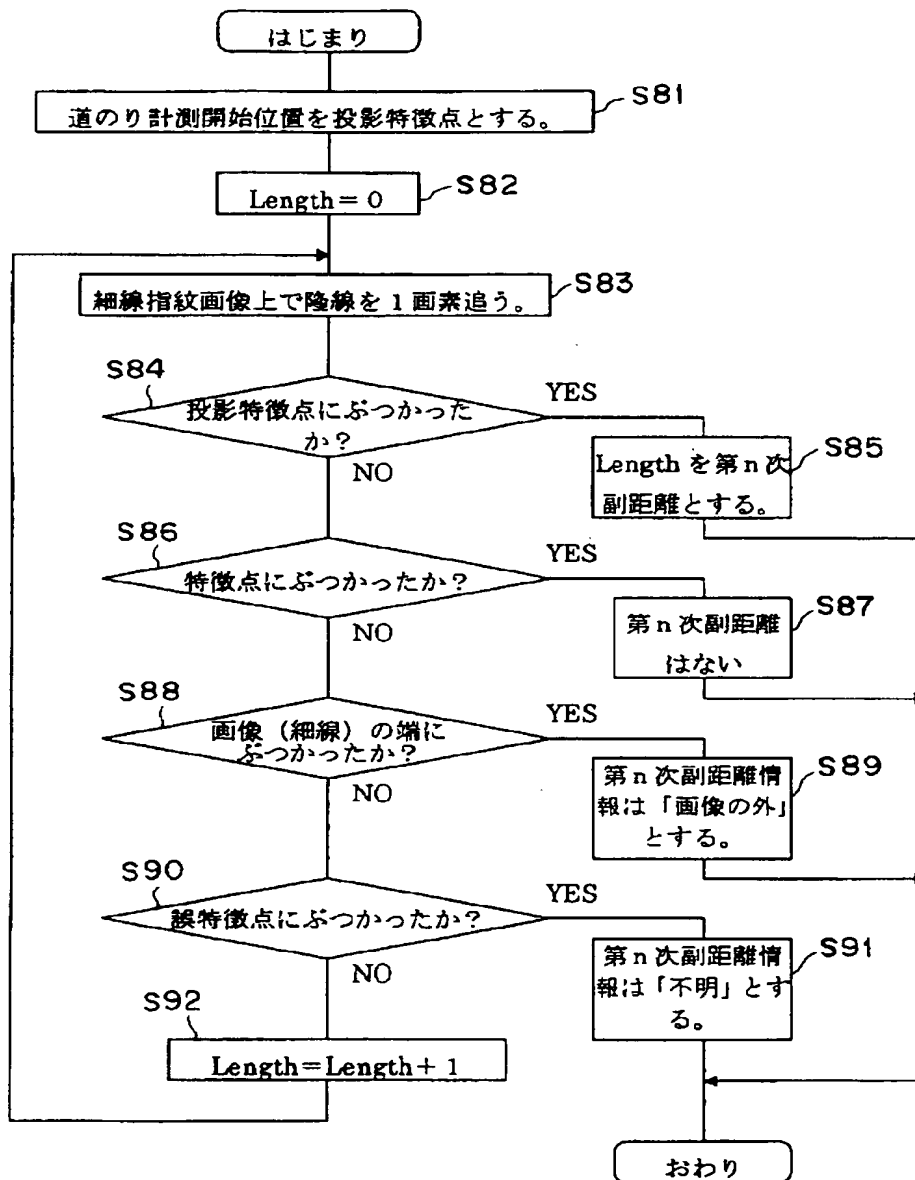 はじまり
S81
道のり計測開始位置を投影特徴点とする。
S82
Length=0
S83
細線指紋画像上で隆線を1画素追う。
S84
投影特徴点にぶつかった
か？
YES
NO
S85
Lengthを第n次
副距離とする。
S86
特徴点にぶつかったか？
YES
NO
S87
第n次副距離
はない
S88
画像（細線）の端に
ぶつかったか？
YES
NO
S89
第n次副距離情
報は「画像の外」
とする。
S90
誤特徴点にぶつかったか？
YES
NO
S91
第n次副距離情
報は「不明」とす
る。
S92
Length=Length+1
おわり